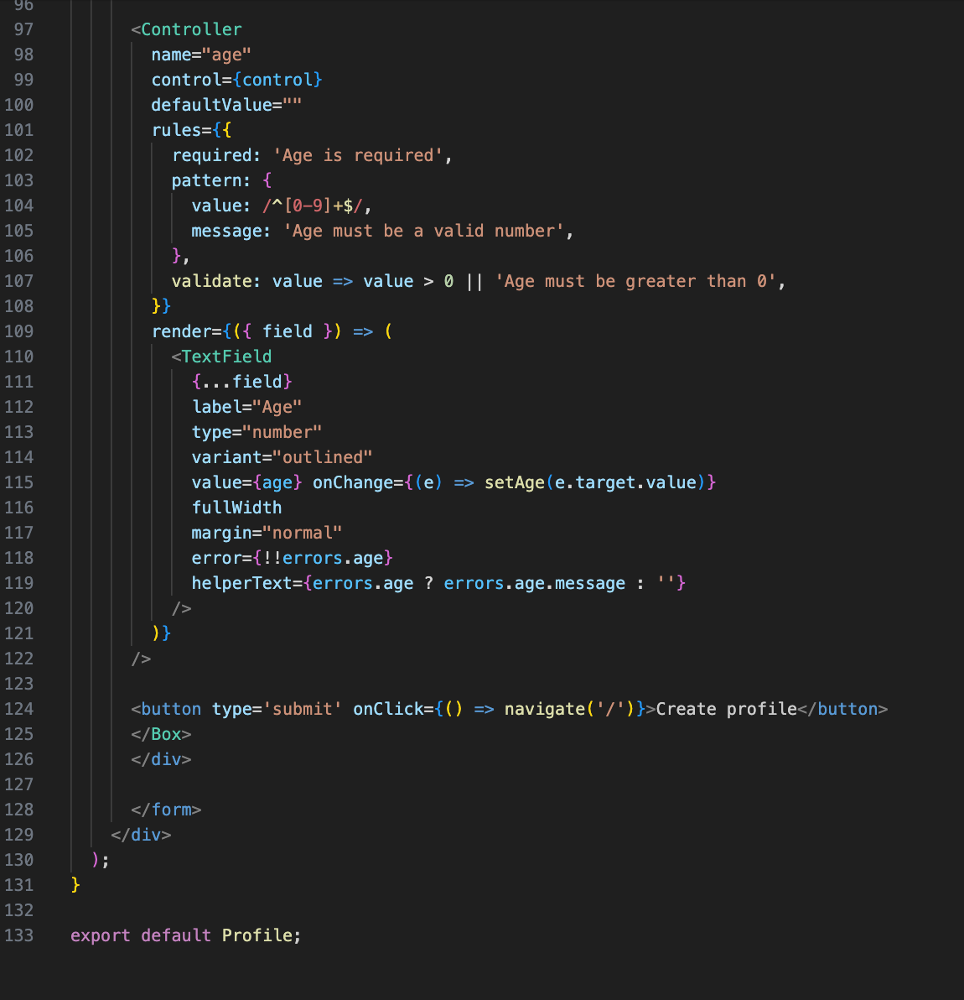 96
97 <Controller
98 name="age"
99 control={control}
100 defaultValue=""
101 rules={{
102 required: 'Age is required',
103 pattern: {
104 value: /^[0-9]+$/,
105 message: 'Age must be a valid number',
106 },
107 validate: value => value > 0 || 'Age must be greater than 0',
108 }}
109 render={({ field }) => (
110 <TextField
111 {...field}
112 label="Age"
113 type="number"
114 variant="outlined"
115 value={age} onChange={(e) => setAge(e.target.value)}
116 fullWidth
117 margin="normal"
118 error={!!errors.age}
119 helperText={errors.age ? errors.age.message : ''}
120 />
121 )}
122 />
123
124 <button type='submit' onClick={() => navigate('/')}>Create profile</button>
125 </Box>
126 </div>
127
128 </form>
129 </div>
130 );
131 }
132
133 export default Profile;